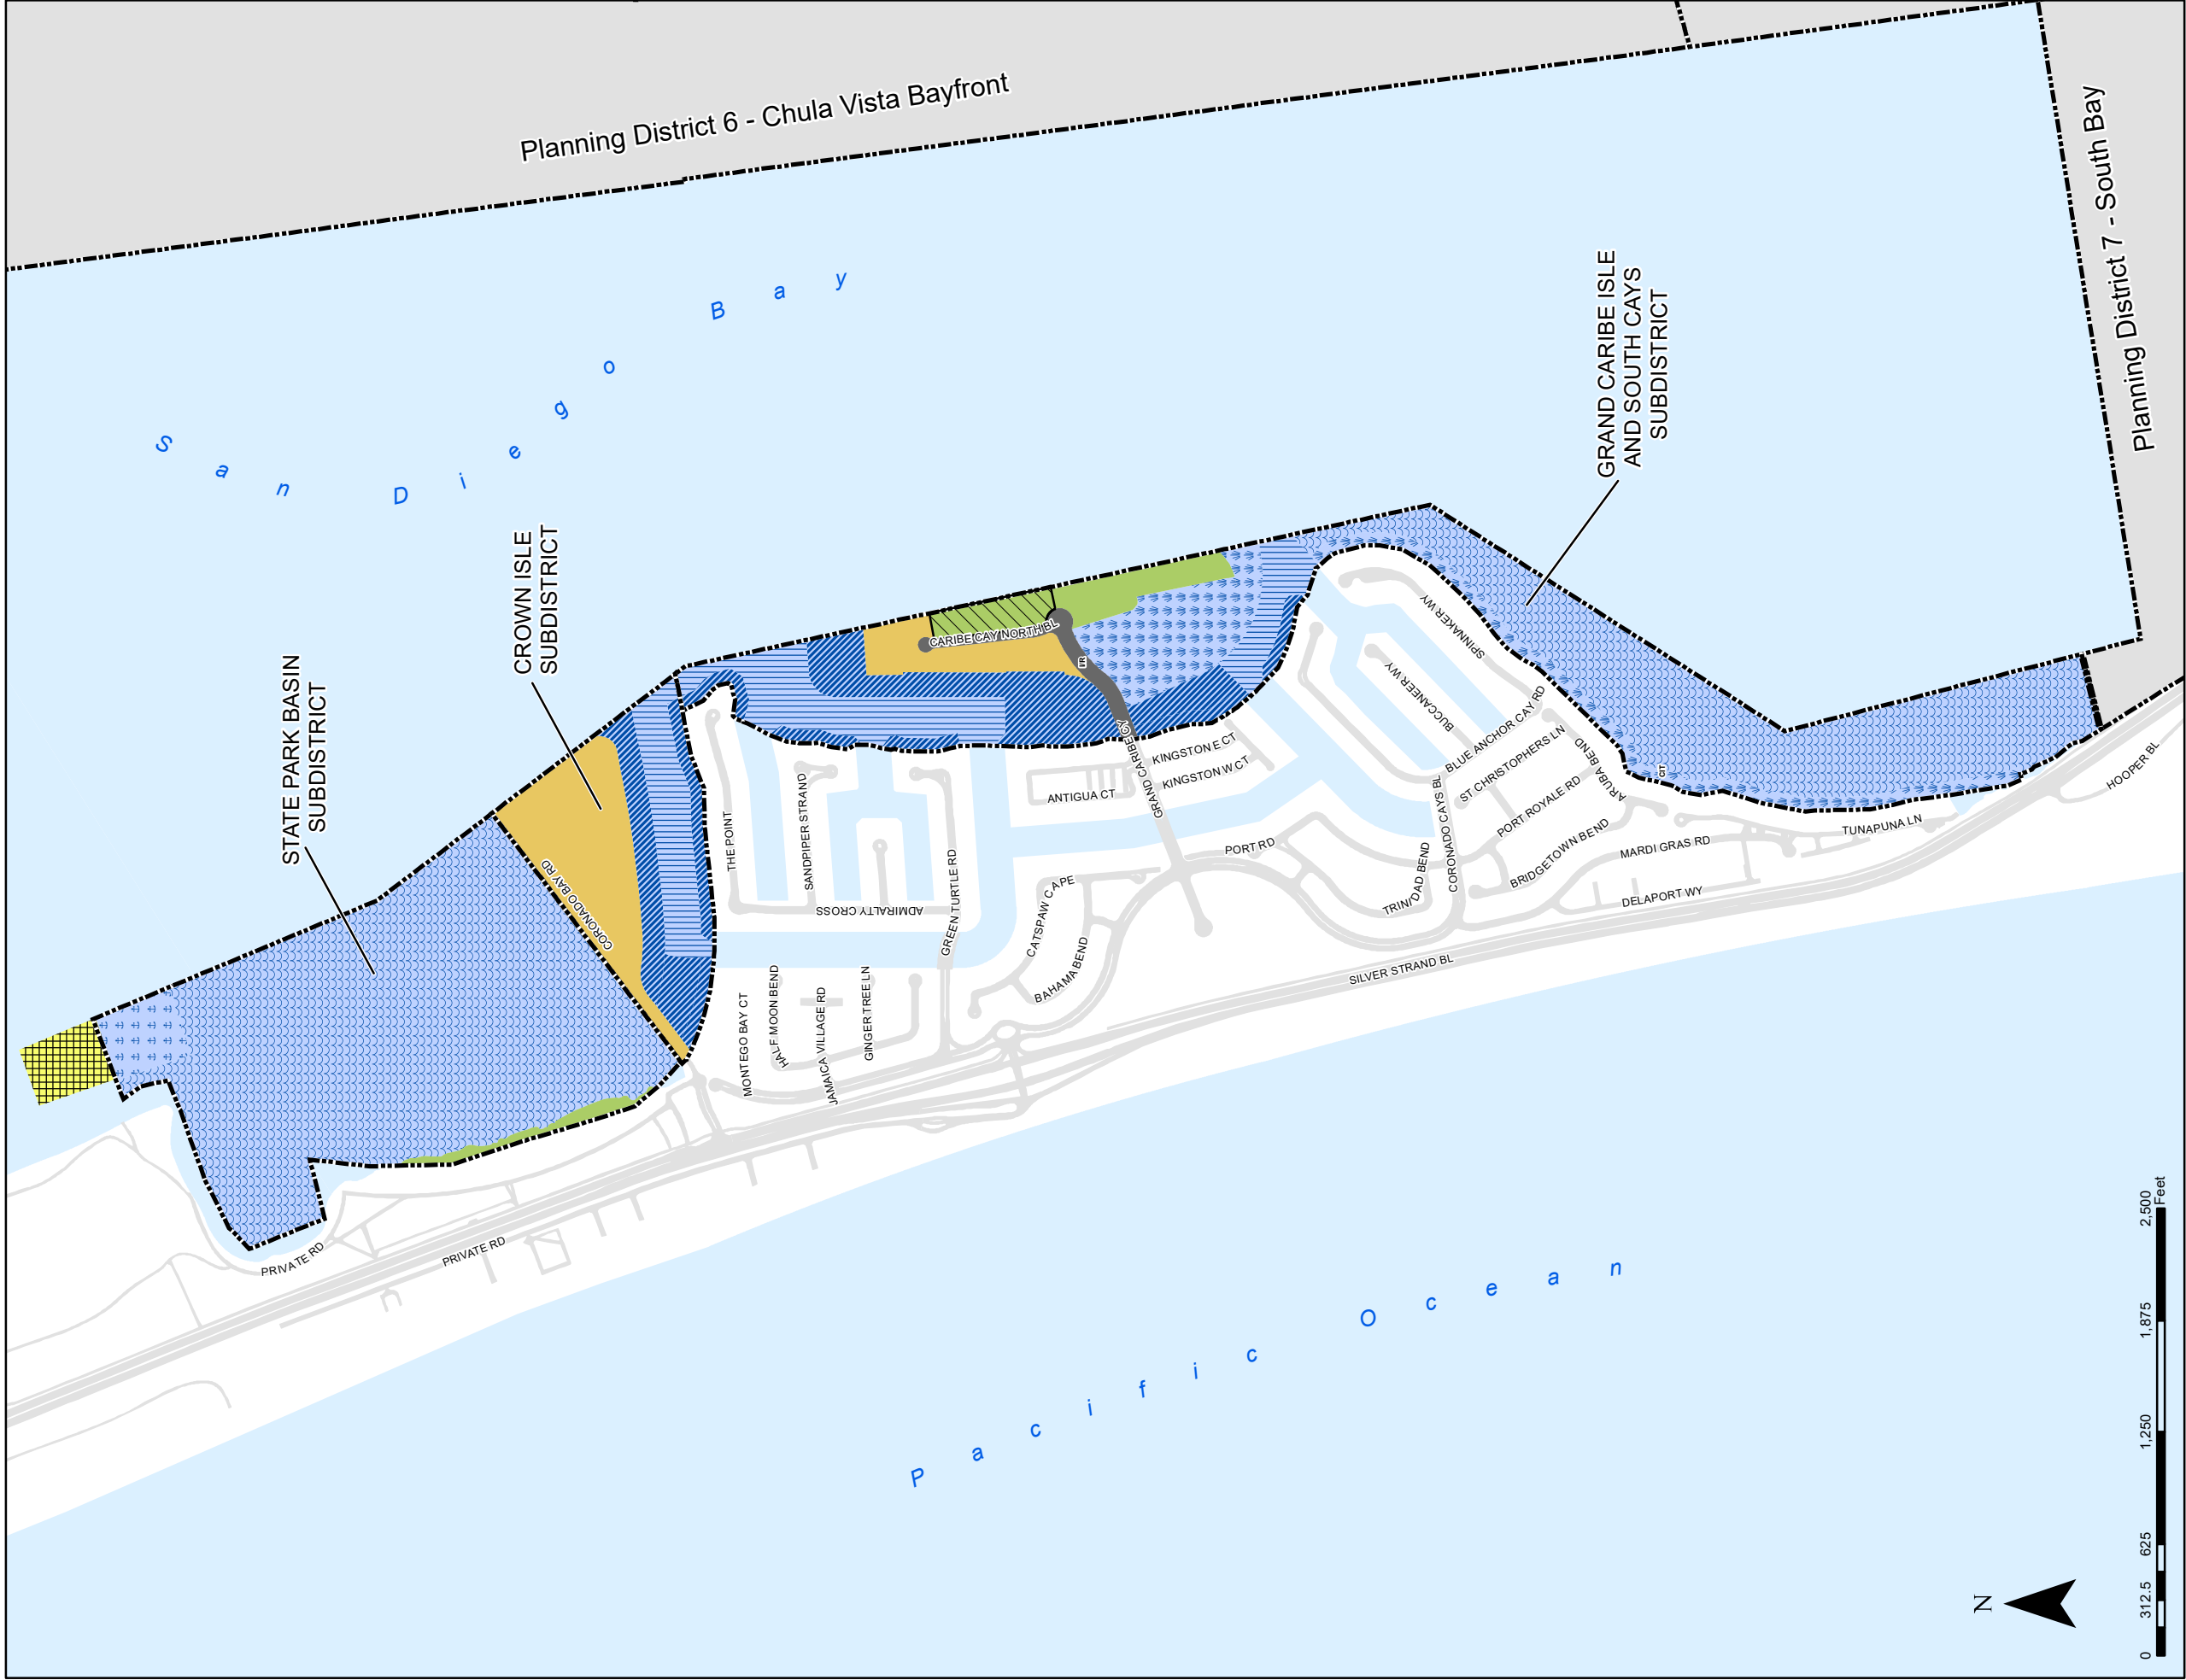 Planning District 6 - Chula Vista Bayfront
Planning District 7 - South Bay
San Diego Bay
STATE PARK BASIN
SUBDISTRICT
CROWN ISLE
SUBDISTRICT
GRAND CARIBE ISLE
AND SOUTH CAYS
SUBDISTRICT
CARIBE CAY NORTH BL
CORONADO BAY RD
THE POINT
SANDPIPER STRAND
ADMIRALTY CROSS
GREEN TURTLE RD
ANTIGUA CT
KINGSTON E CT
KINGSTON W CT
GRAND CARIBE CY
SPINNAKER WY
BUCCANEER WY
BLUE ANCHOR CAY RD
ST CHRISTOPHERS LN
PORT ROYALE RD
ARUBA BEND
CT
CORONADO CAYS BL
PORT RD
TRINIDAD BEND
BRIDGETOWN BEND
MARDI GRAS RD
TUNAPUNA LN
DELAPORT WY
HOOPER BL
CATSPAW CAPE
BAHAMA BEND
SILVER STRAND BL
MONTEGO BAY CT
HALF MOON BEND
JAMAICA VILLAGE RD
GINGER TREE LN
PRIVATE RD
PRIVATE RD
Pacific Ocean
N
0 312.5 625 1,250 1,875 2,500
Feet